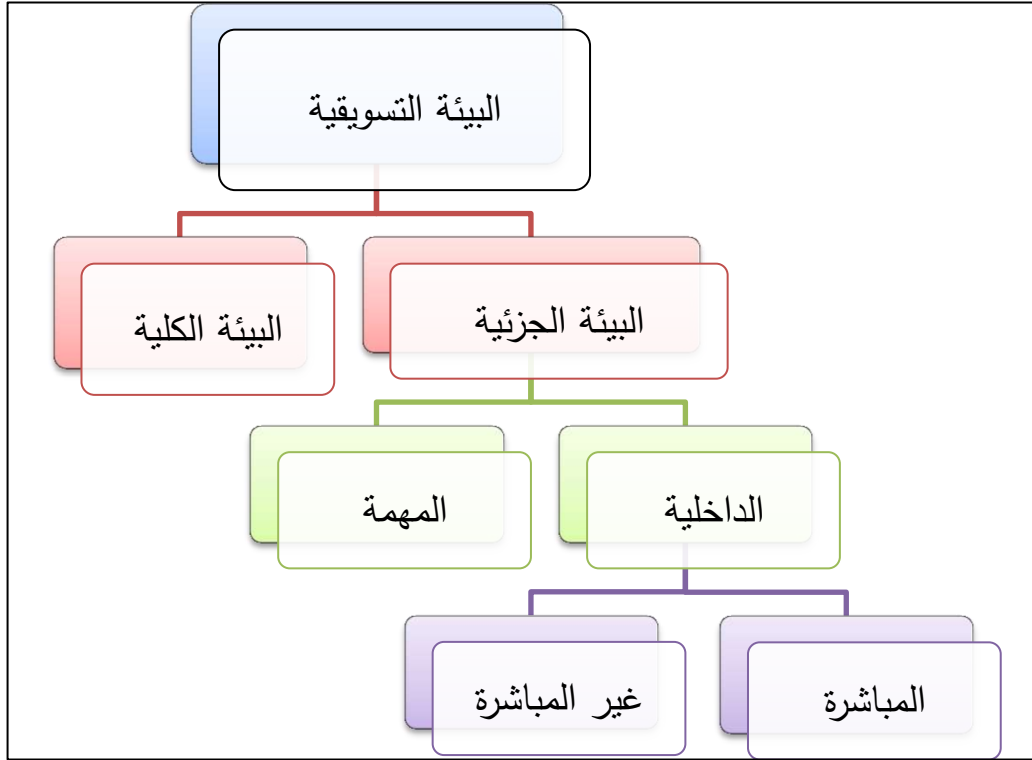 البيئة التسويقية
البيئة الجزئية
البيئة الكلية
الداخلية
المهمة
المباشرة
غير المباشرة